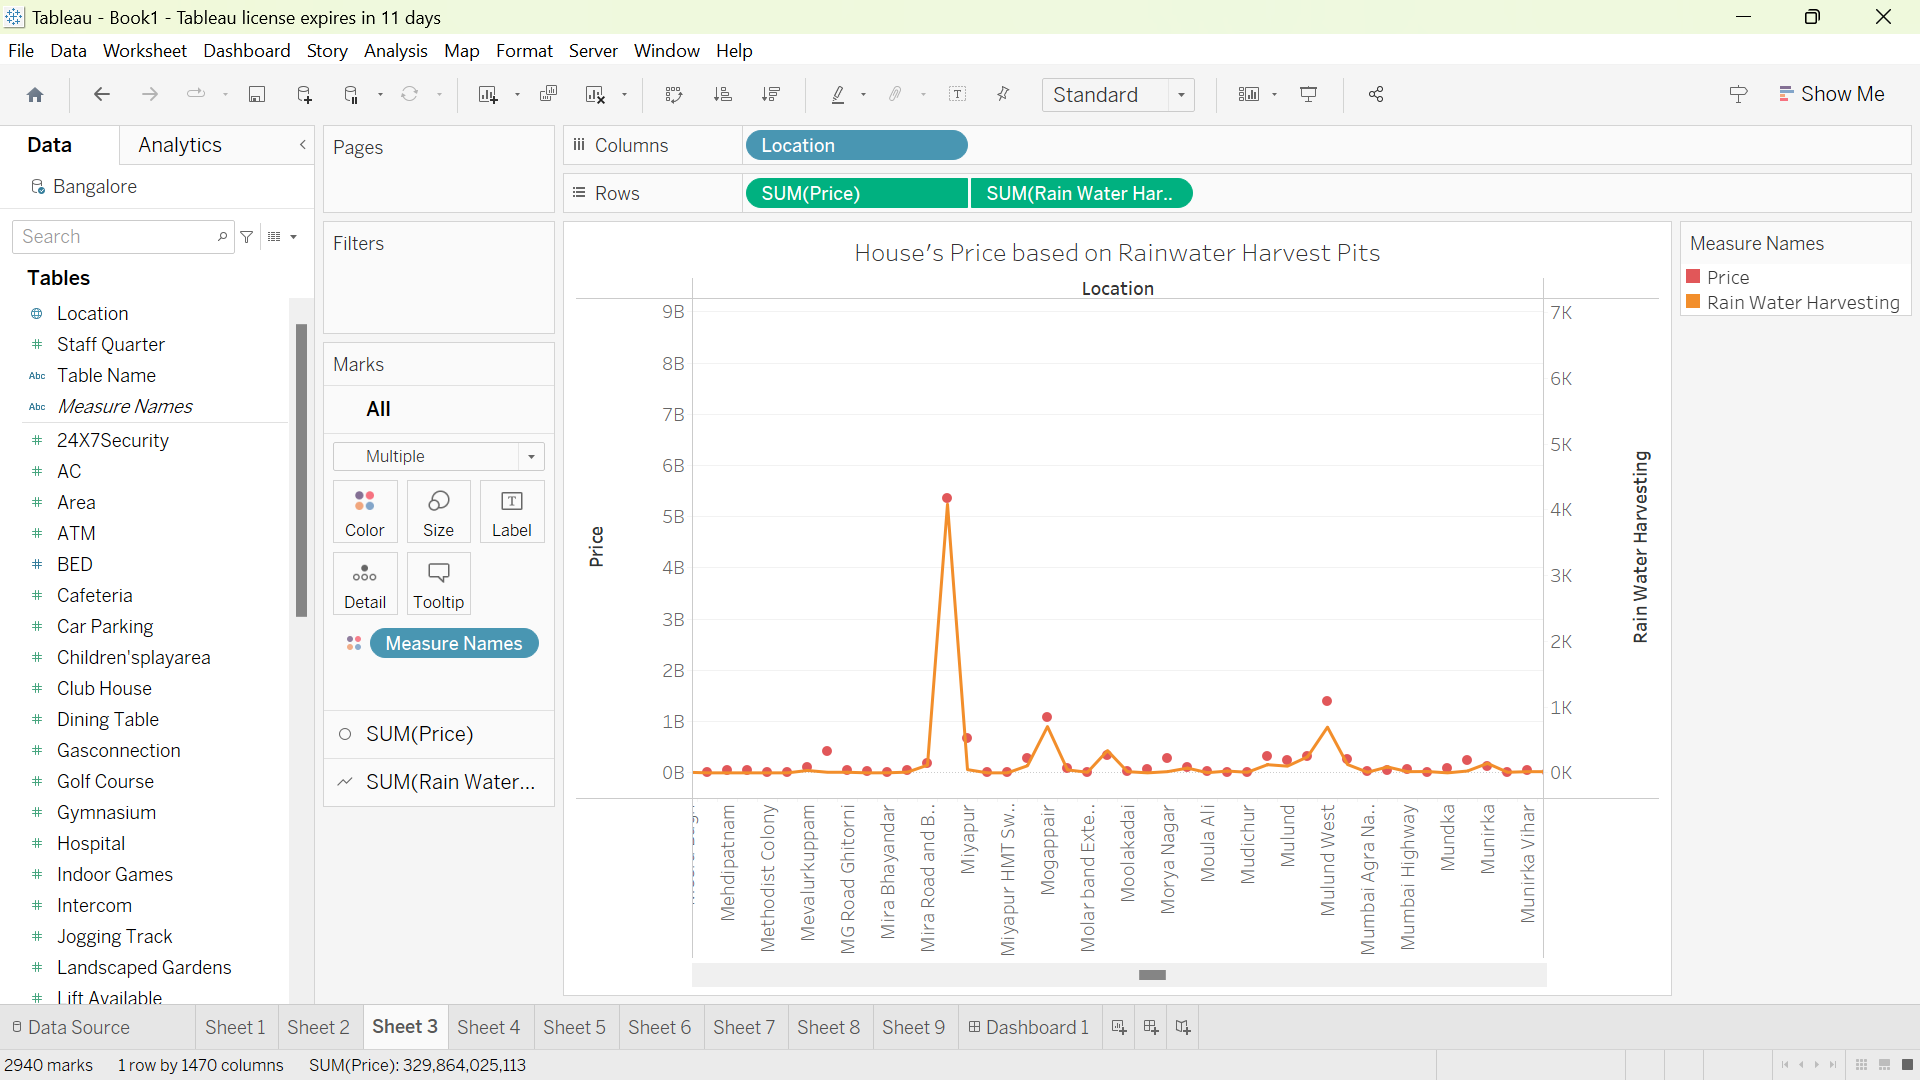 Tableau - Book1 - Tableau license expires in 11 days
File Data Worksheet Dashboard Story Analysis Map Format Server Window Help
Standard
Show Me
Data
Analytics
Bangalore
Search
Tables
Location
Staff Quarter
Abc Table Name
Abc Measure Names
24X7Security
AC
Area
ATM
BED
Cafeteria
Car Parking
Children'splayarea
Club House
Dining Table
Gasconnection
Golf Course
Gymnasium
Hospital
Indoor Games
Intercom
Jogging Track
Landscaped Gardens
Lift Available
Pages
Filters
Marks
All
Multiple
Color
Size
Label
Detail
Tooltip
Measure Names
SUM(Price)
SUM(Rain Water...
Columns
Location
Rows
SUM(Price)
SUM(Rain Water Har..
House's Price based on Rainwater Harvest Pits
Location
Price
9B
8B
7B
6B
5B
4B
3B
2B
1B
0B
7K
6K
5K
4K
3K
2K
1K
0K
Rain Water Harvesting
Mehdipatnam
Methodist Colony
Mevalurkuppam
MG Road Ghitorni
Mira Bhayandar
Mira Road and B..
Miyapur
Miyapur HMT Sw..
Mogappair
Molar band Exte..
Moolakadai
Morya Nagar
Moula Ali
Mudichur
Mulund
Mulund West
Mumbai Agra Na..
Mumbai Highway
Mundka
Munirka
Munirka Vihar
Measure Names
Price
Rain Water Harvesting
Data Source
Sheet 1
Sheet 2
Sheet 3
Sheet 4
Sheet 5
Sheet 6
Sheet 7
Sheet 8
Sheet 9
Dashboard 1
2940 marks
1 row by 1470 columns
SUM(Price): 329,864,025,113